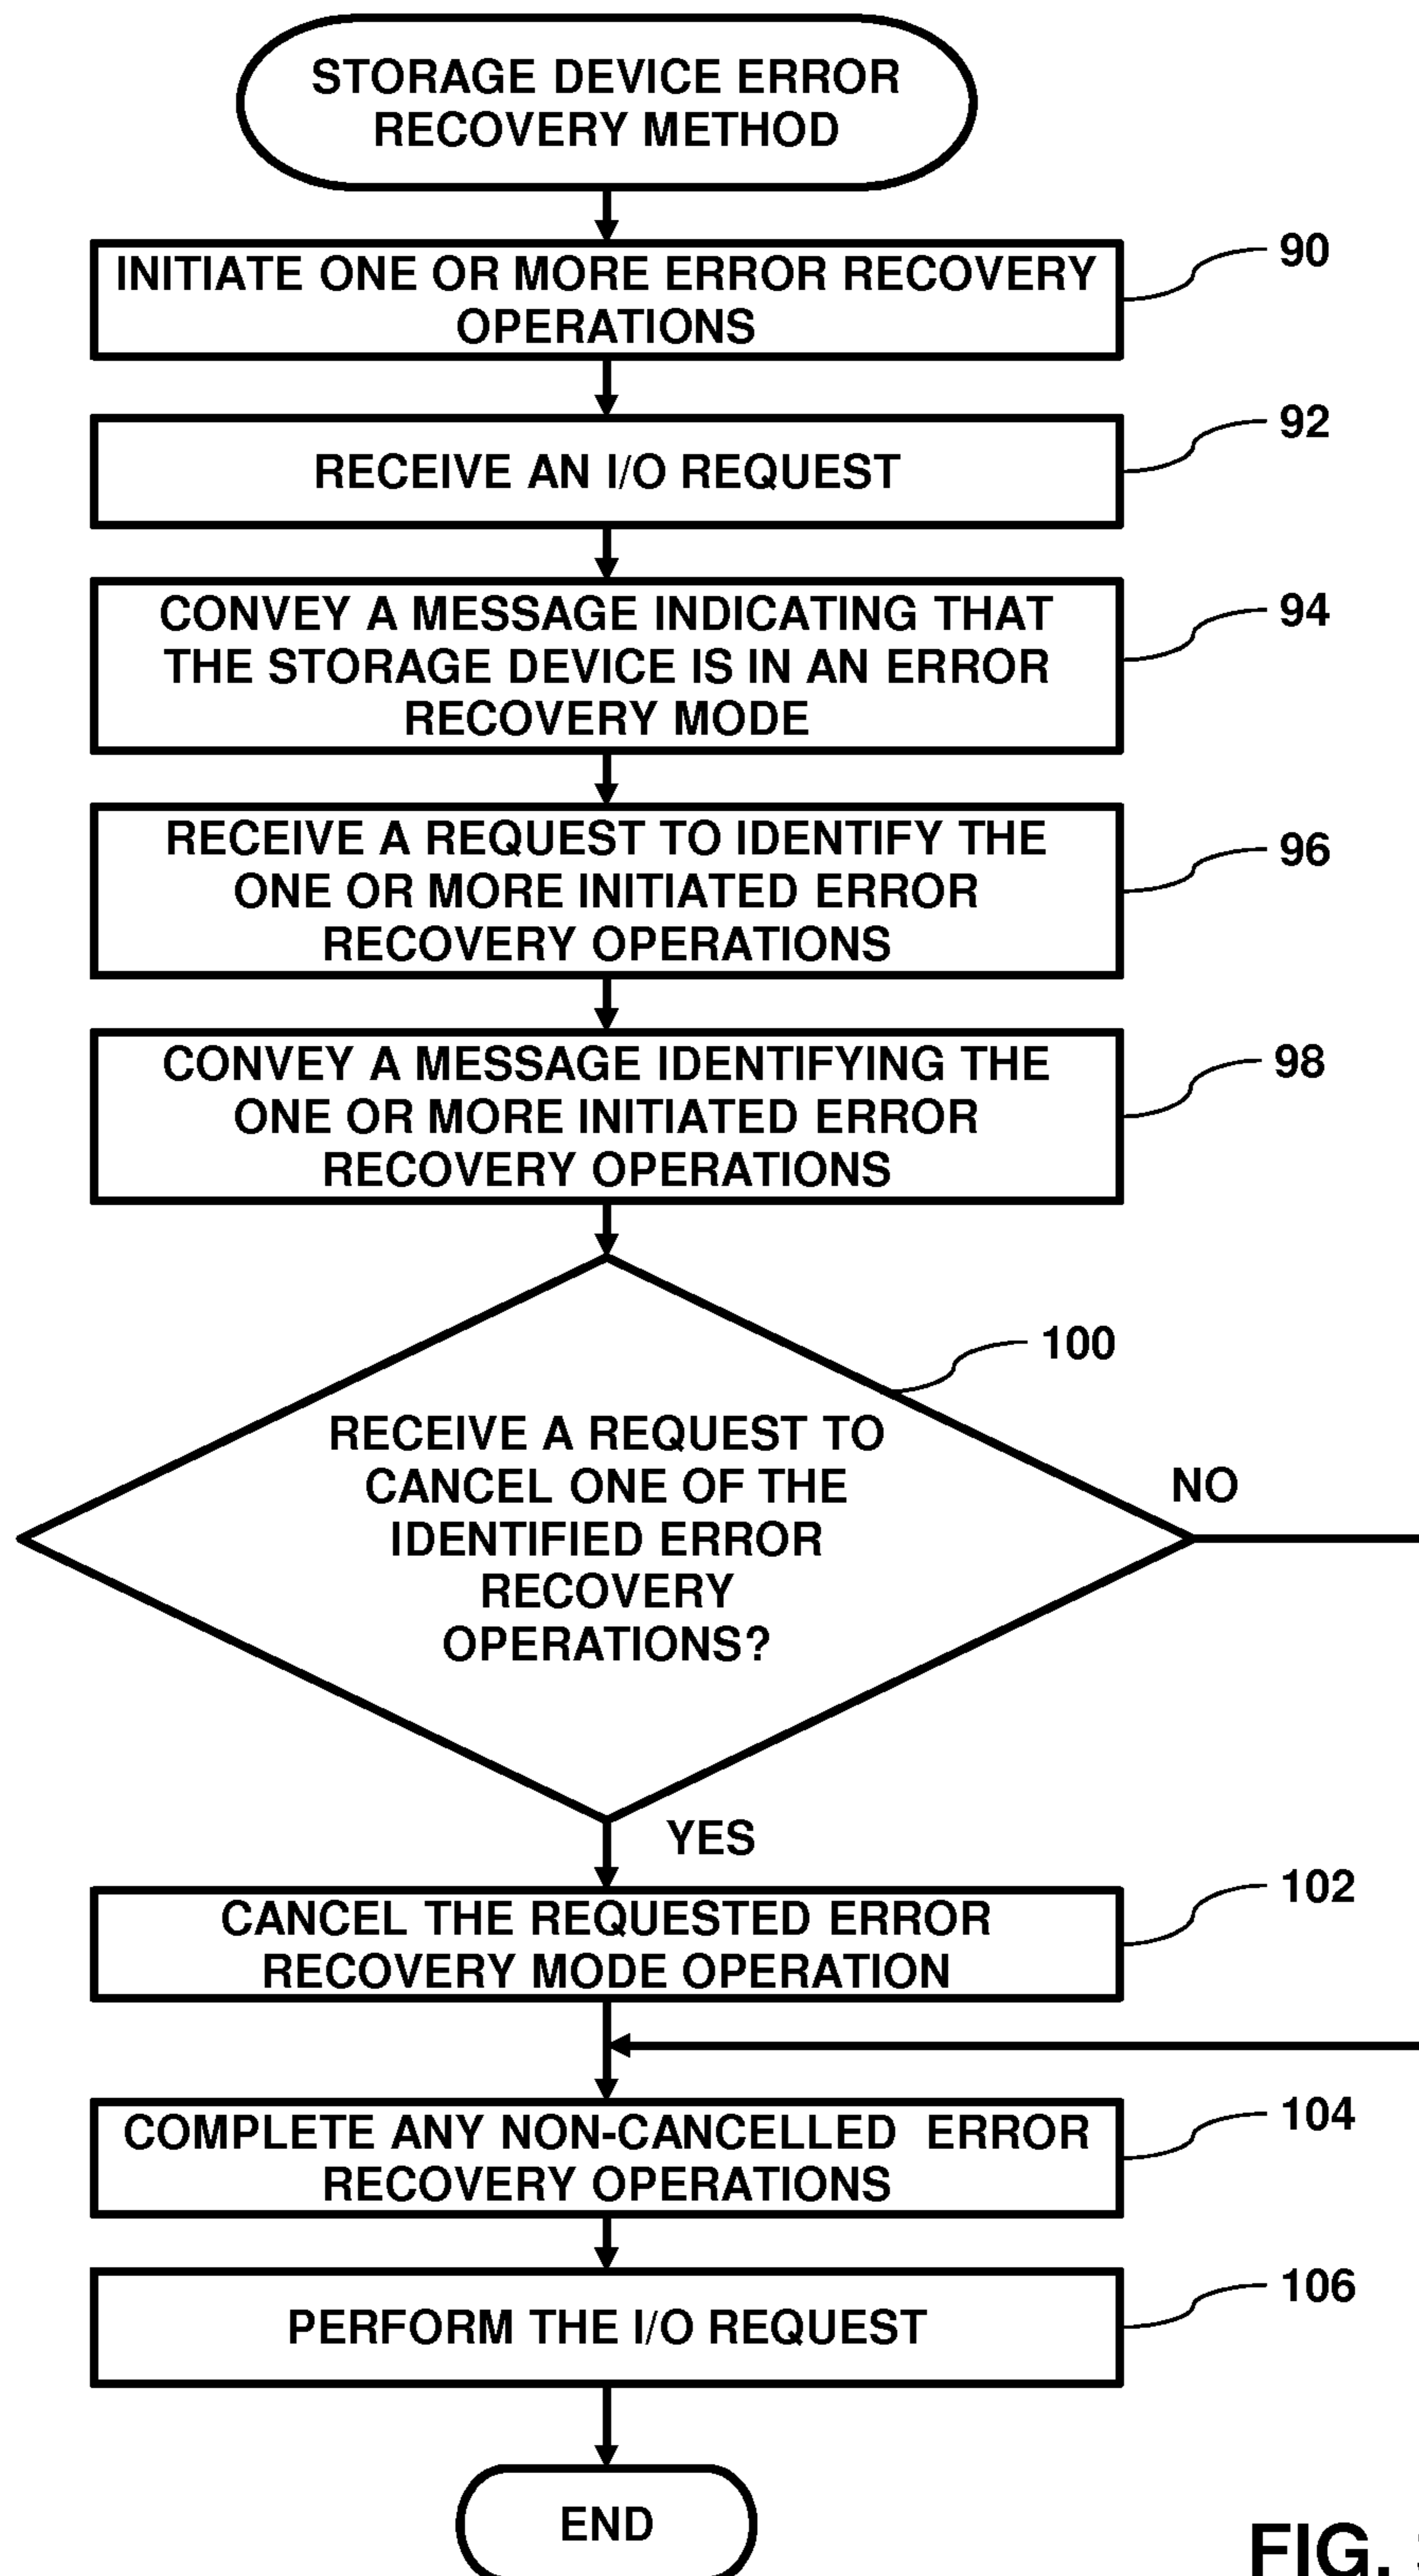 STORAGE DEVICE ERROR
RECOVERY METHOD
INITIATE ONE OR MORE ERROR RECOVERY
OPERATIONS
90
RECEIVE AN I/O REQUEST
92
CONVEY A MESSAGE INDICATING THAT
THE STORAGE DEVICE IS IN AN ERROR
RECOVERY MODE
94
RECEIVE A REQUEST TO IDENTIFY THE
ONE OR MORE INITIATED ERROR
RECOVERY OPERATIONS
96
CONVEY A MESSAGE IDENTIFYING THE
ONE OR MORE INITIATED ERROR
RECOVERY OPERATIONS
98
100
RECEIVE A REQUEST TO
CANCEL ONE OF THE
IDENTIFIED ERROR
RECOVERY
OPERATIONS?
NO
YES
CANCEL THE REQUESTED ERROR
RECOVERY MODE OPERATION
102
COMPLETE ANY NON-CANCELLED ERROR
RECOVERY OPERATIONS
104
PERFORM THE I/O REQUEST
106
END
FIG.